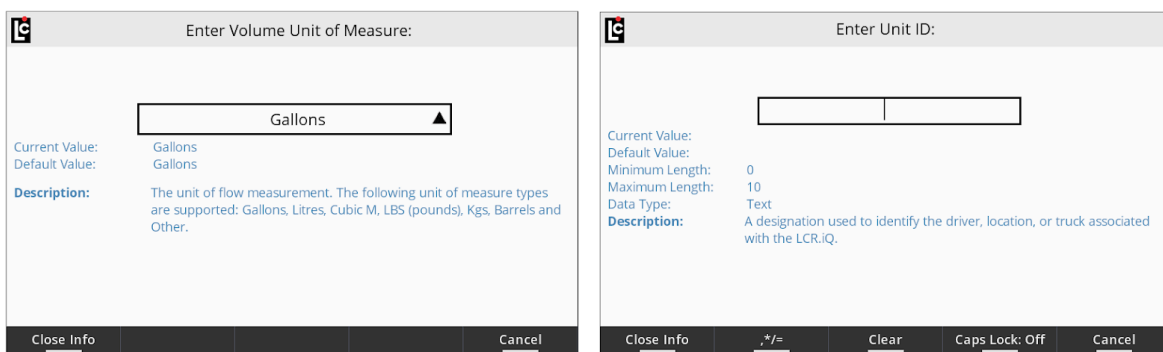 LC
Enter Volume Unit of Measure:
Gallons
Current Value: Gallons
Default Value: Gallons
Description: The unit of flow measurement. The following unit of measure types
are supported: Gallons, Litres, Cubic M, LBS (pounds), Kgs, Barrels and
Other.
Close Info Cancel
LC
Enter Unit ID:
Current Value:
Default Value:
Minimum Length: 0
Maximum Length: 10
Data Type: Text
Description: A designation used to identify the driver, location, or truck associated
with the LCR.iQ.
Close Info ,*/= Clear Caps Lock: Off Cancel